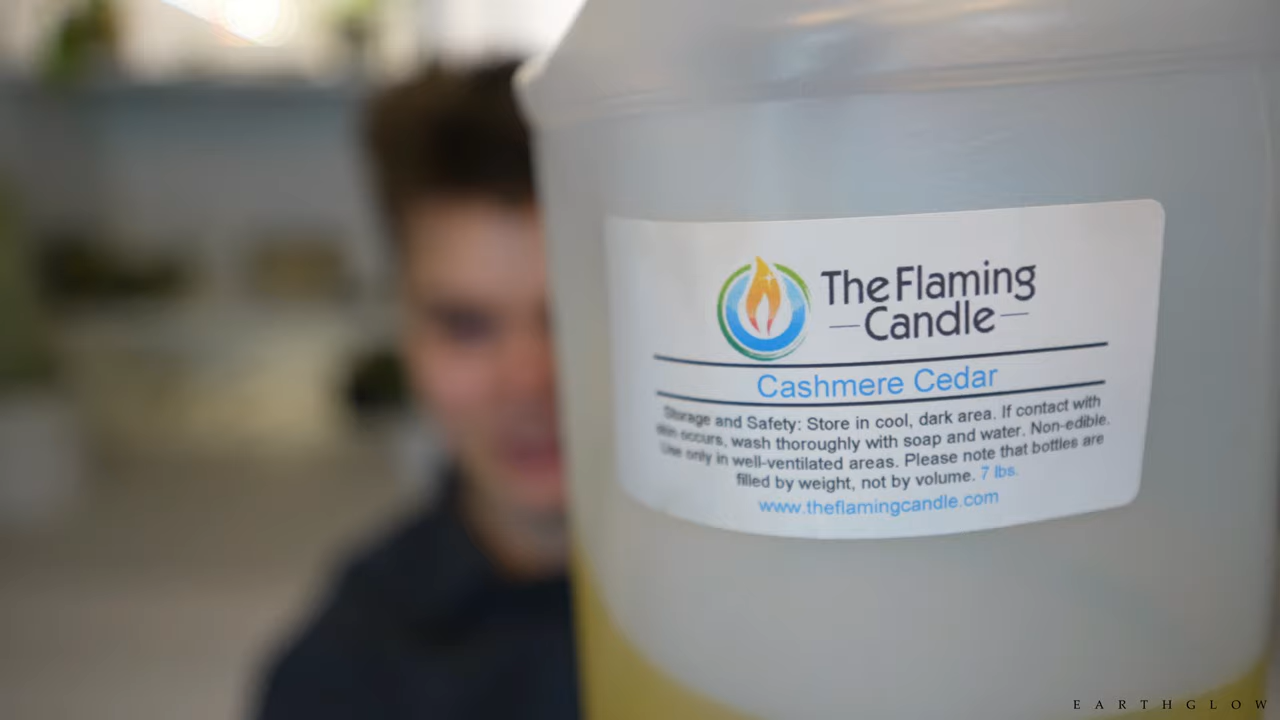 The Flaming
Candle
Cashmere Cedar
Storage and Safety: Store in cool, dark area. If contact with
skin occurs, wash thoroughly with soap and water. Non-edible.
Use only in well-ventilated areas. Please note that bottles are
filled by weight, not by volume. 7 lbs.
www.theflamingcandle.com
EARTHGLOW